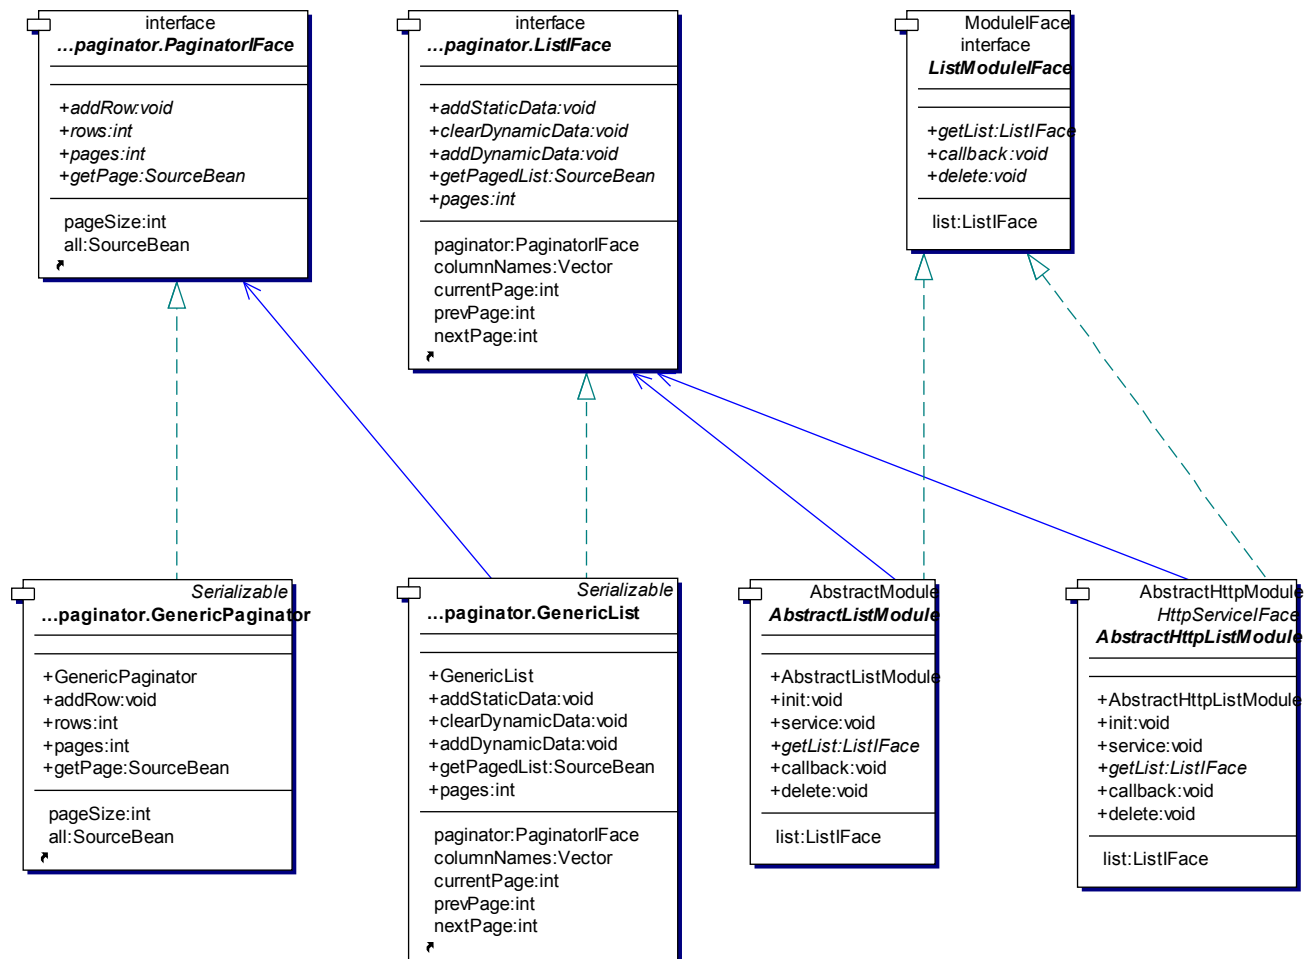 interface
...paginator.PaginatorIFace
+addRow:void
+rows:int
+pages:int
+getPage:SourceBean
pageSize:int
all:SourceBean
interface
...paginator.ListIFace
+addStaticData:void
+clearDynamicData:void
+addDynamicData:void
+getPagedList:SourceBean
+pages:int
paginator:PaginatorIFace
columnNames:Vector
currentPage:int
prevPage:int
nextPage:int
ModuleIFace
interface
ListModuleIFace
+getList:ListIFace
+callback:void
+delete:void
list:ListIFace
Serializable
...paginator.GenericPaginator
+GenericPaginator
+addRow:void
+rows:int
+pages:int
+getPage:SourceBean
pageSize:int
all:SourceBean
Serializable
...paginator.GenericList
+GenericList
+addStaticData:void
+clearDynamicData:void
+addDynamicData:void
+getPagedList:SourceBean
+pages:int
paginator:PaginatorIFace
columnNames:Vector
currentPage:int
prevPage:int
nextPage:int
AbstractModule
AbstractListModule
+AbstractListModule
+init:void
+service:void
+getList:ListIFace
+callback:void
+delete:void
list:ListIFace
AbstractHttpModule
HttpServiceIFace
AbstractHttpListModule
+AbstractHttpListModule
+init:void
+service:void
+getList:ListIFace
+callback:void
+delete:void
list:ListIFace